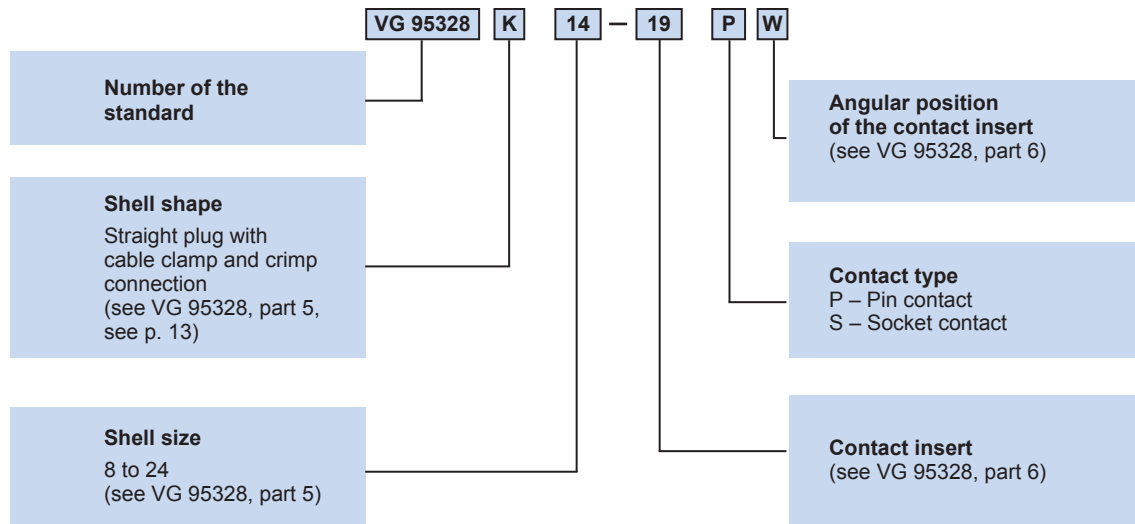 VG 95328 K 14 – 19 P W
Number of the
standard
Shell shape
Straight plug with
cable clamp and crimp
connection
(see VG 95328, part 5,
see p. 13)
Shell size
8 to 24
(see VG 95328, part 5)
Angular position
of the contact insert
(see VG 95328, part 6)
Contact type
P – Pin contact
S – Socket contact
Contact insert
(see VG 95328, part 6)